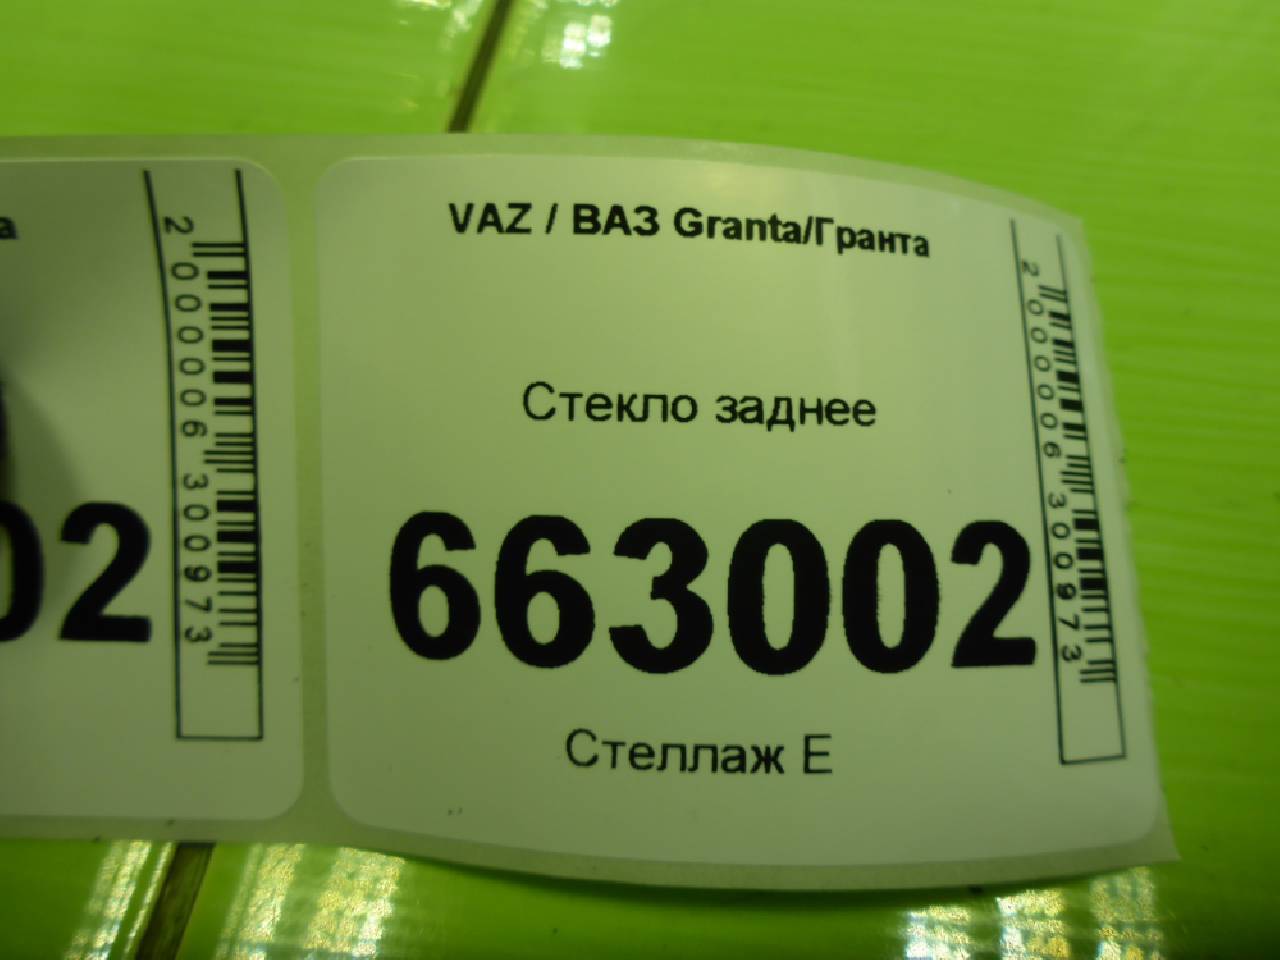 a
2000006300973
02
VAZ / ВАЗ Granta/Гранта
Стекло заднее
663002
Стеллаж Е
2000006300973